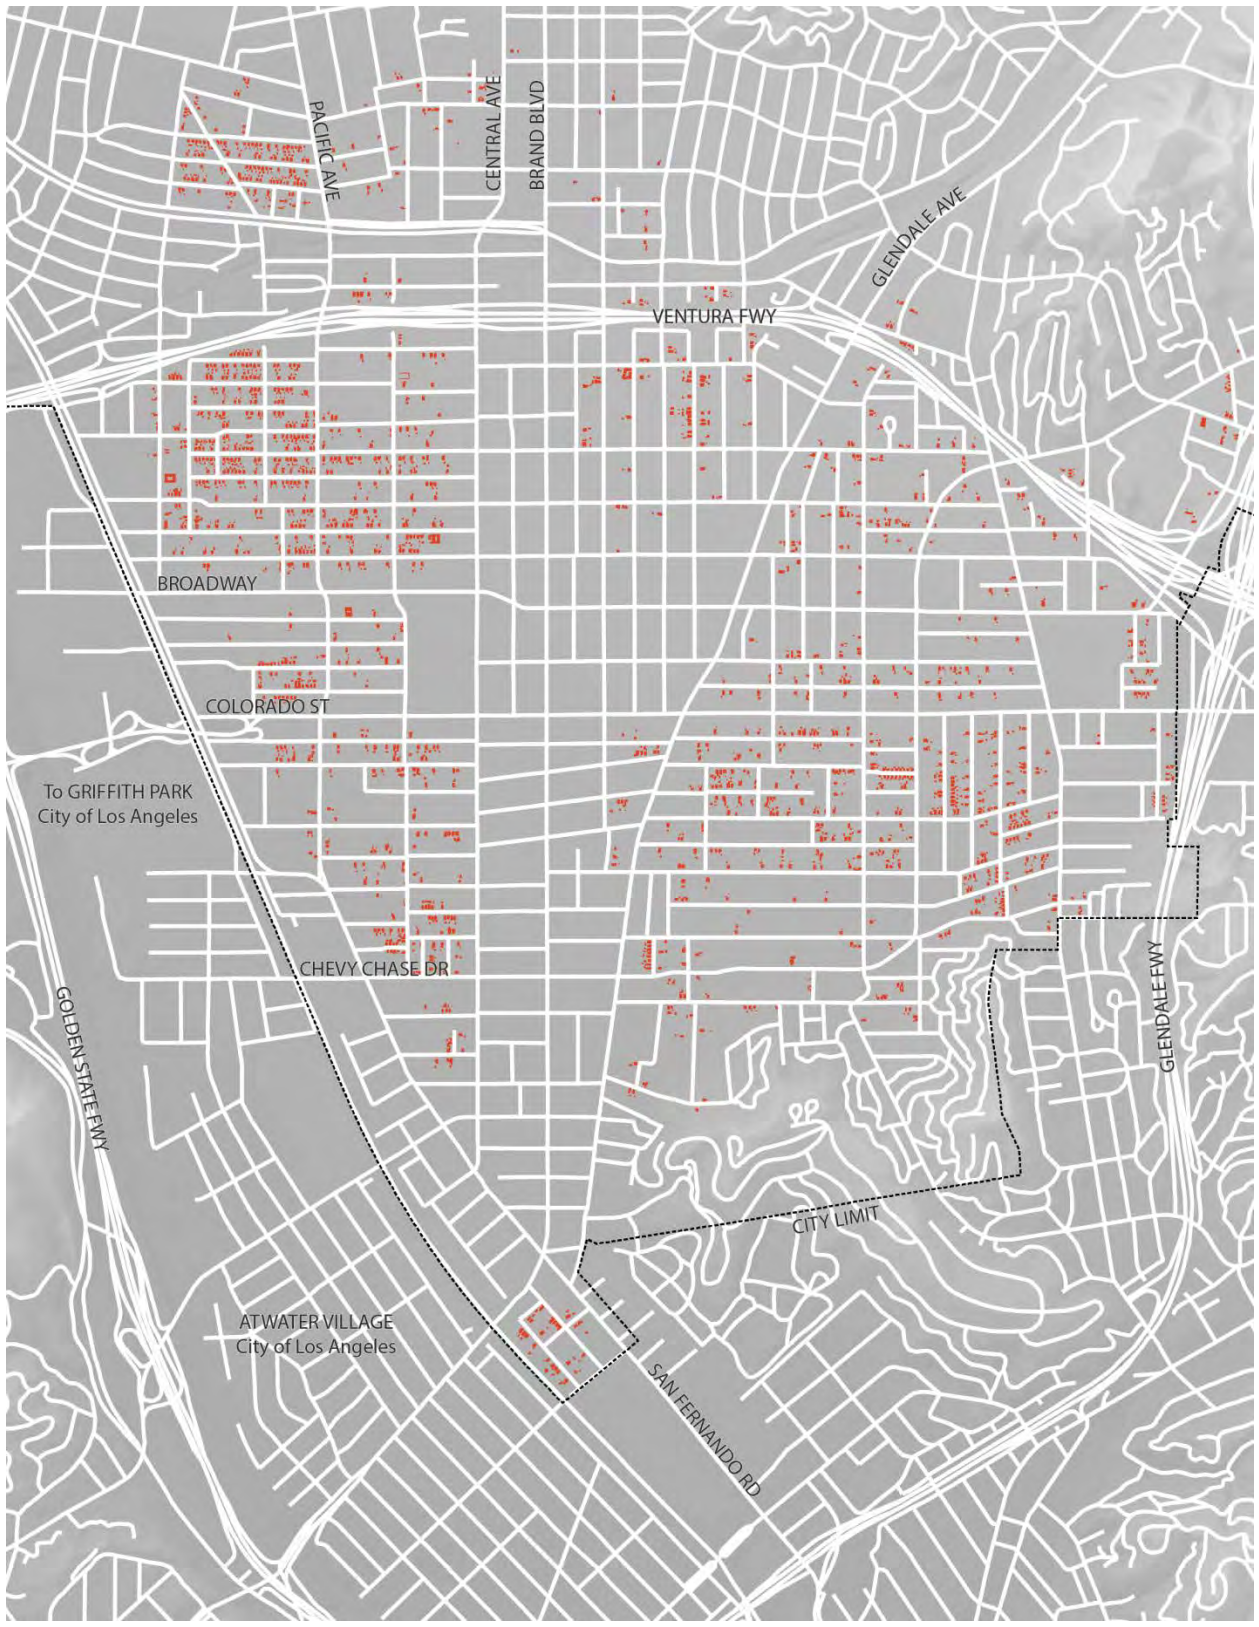 PACIFIC AVE
CENTRAL AVE
BRAND BLVD
GLENDALE AVE
VENTURA FWY
BROADWAY
COLORADO ST
To GRIFFITH PARK
City of Los Angeles
CHEVY CHASE DR
GOLDEN STATE FWY
GLENDALE FWY
CITY LIMIT
ATWATER VILLAGE
City of Los Angeles
SAN FERNANDO RD